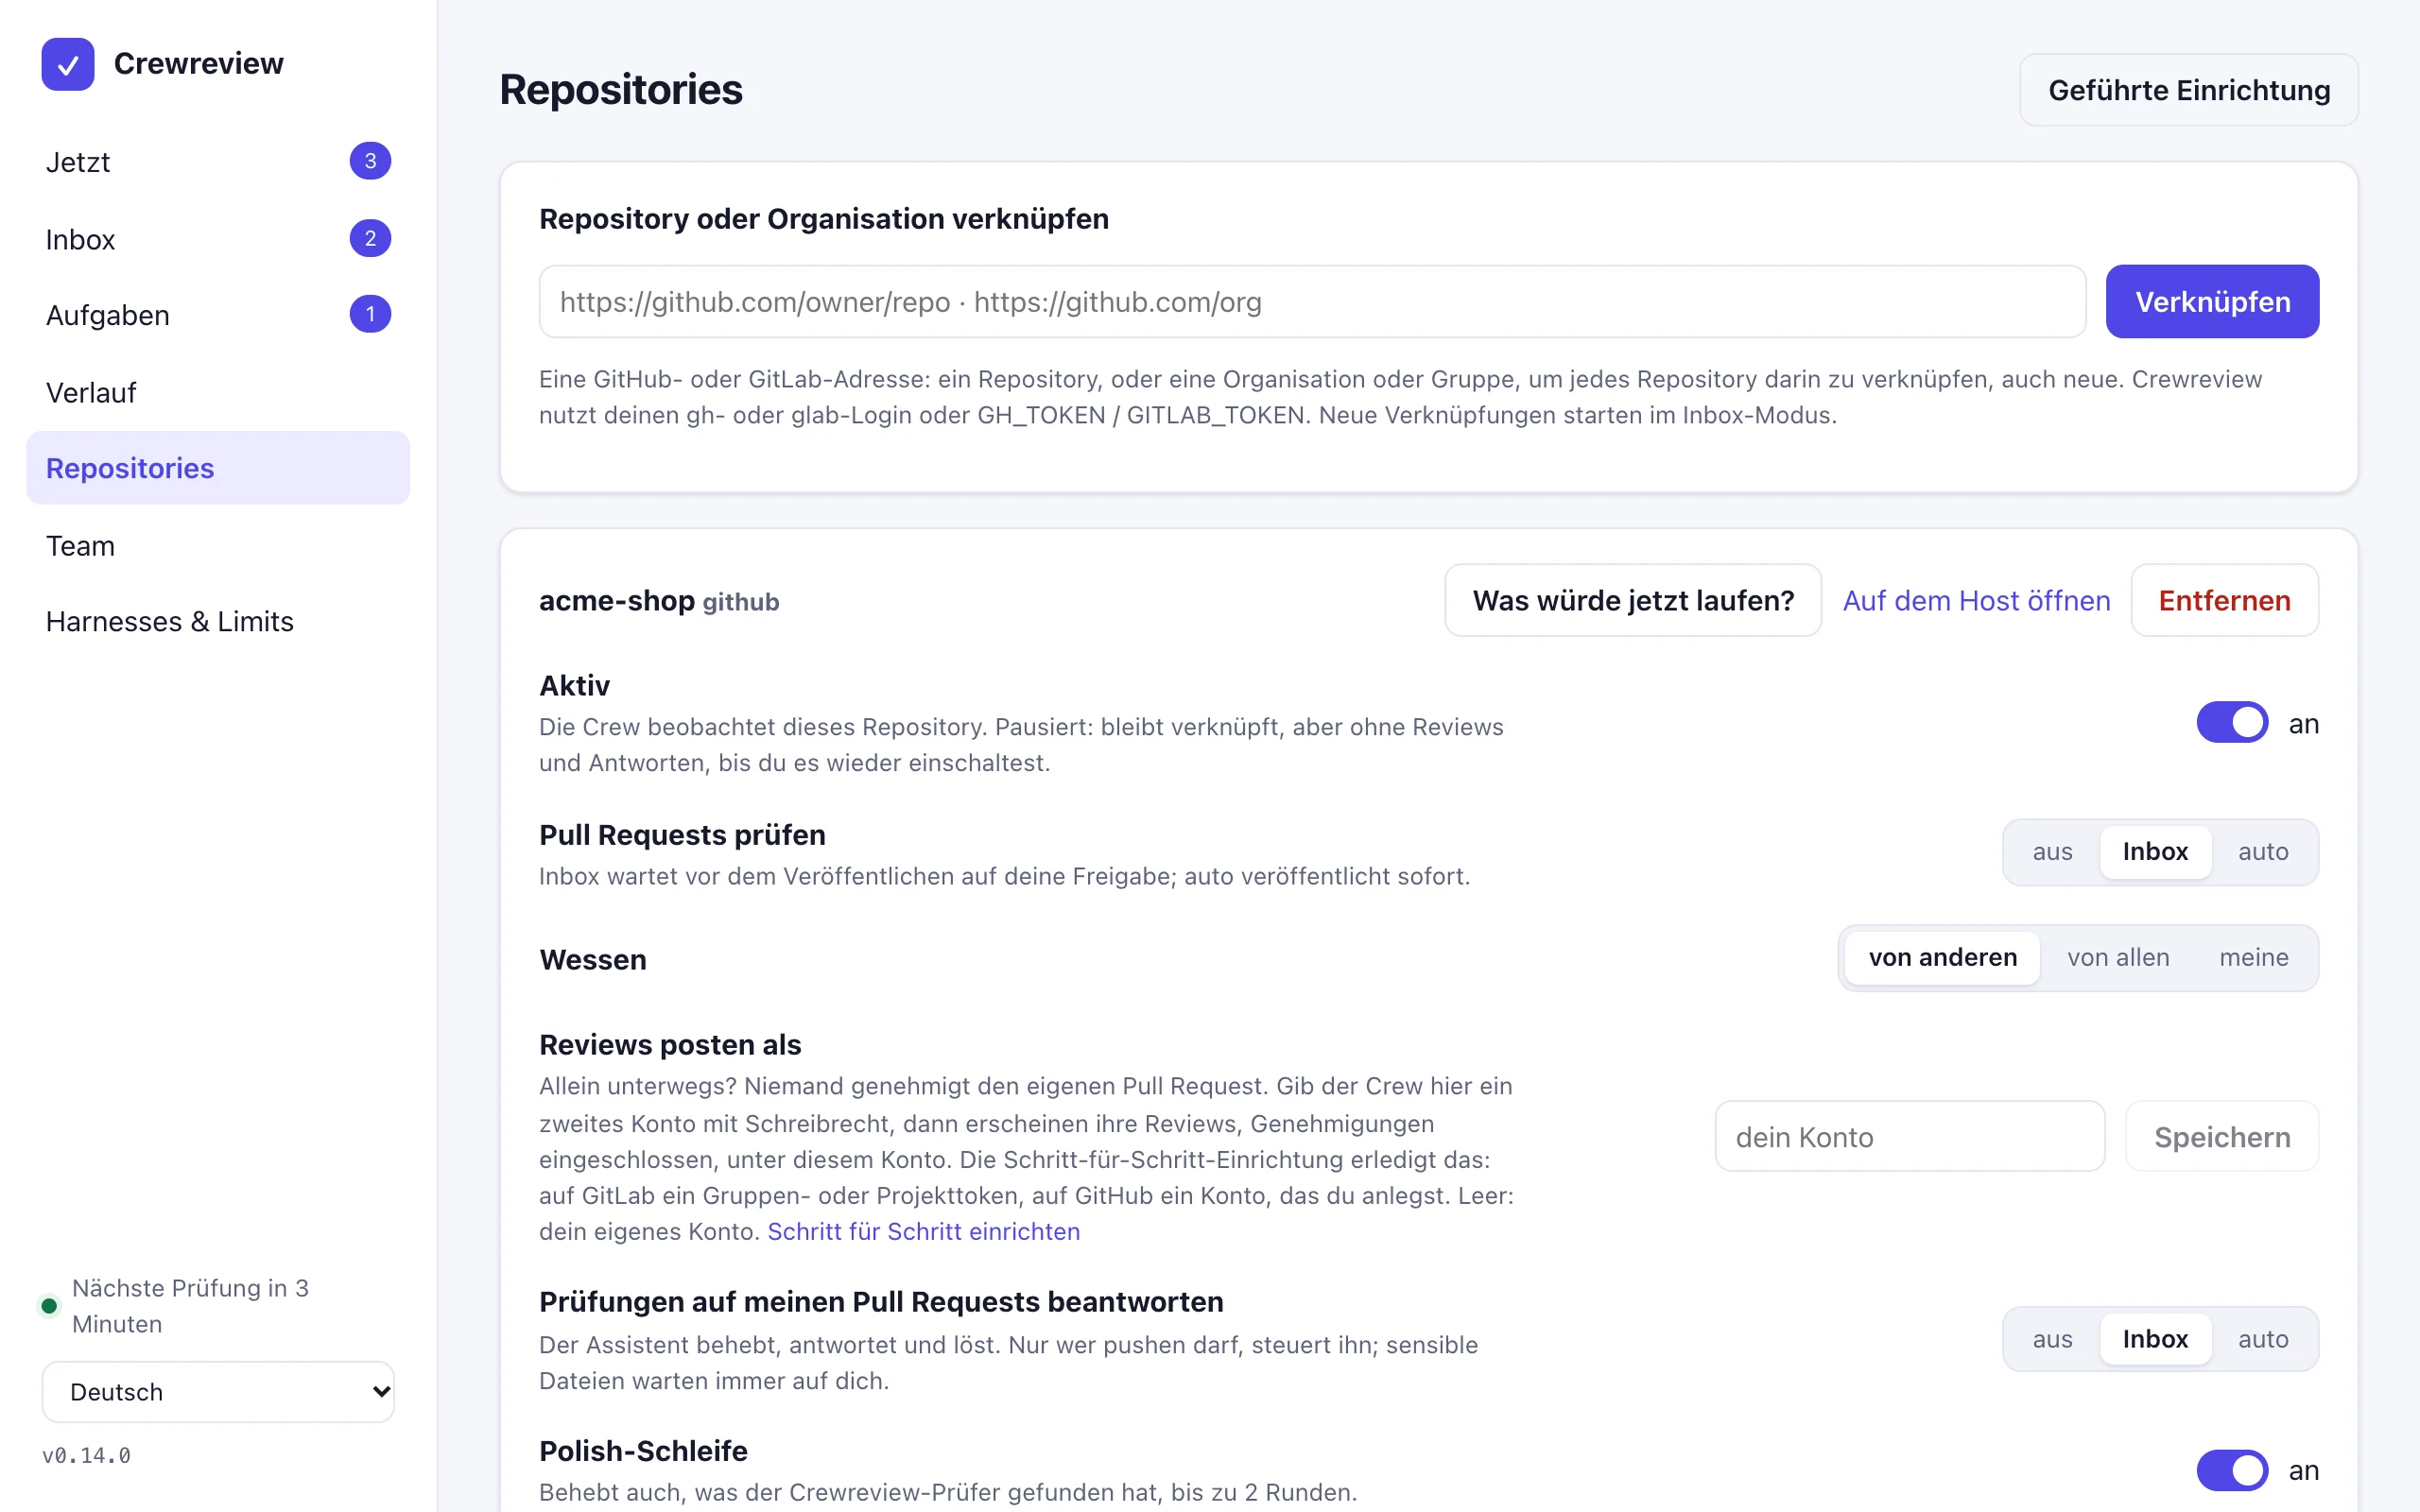 Crewreview
Jetzt
3
Inbox
2
Aufgaben
1
Verlauf
Repositories
Team
Harnesses & Limits
Nächste Prüfung in 3
Minuten
Deutsch
v0.14.0
Repositories
Geführte Einrichtung
Repository oder Organisation verknüpfen
https://github.com/owner/repo · https://github.com/org
Verknüpfen
Eine GitHub- oder GitLab-Adresse: ein Repository, oder eine Organisation oder Gruppe, um jedes Repository darin zu verknüpfen, auch neue. Crewreview
nutzt deinen gh- oder glab-Login oder GH_TOKEN / GITLAB_TOKEN. Neue Verknüpfungen starten im Inbox-Modus.
acme-shop github
Was würde jetzt laufen?
Auf dem Host öffnen
Entfernen
Aktiv
Die Crew beobachtet dieses Repository. Pausiert: bleibt verknüpft, aber ohne Reviews
und Antworten, bis du es wieder einschaltest.
an
Pull Requests prüfen
Inbox wartet vor dem Veröffentlichen auf deine Freigabe; auto veröffentlicht sofort.
aus
Inbox
auto
Wessen
von anderen
von allen
meine
Reviews posten als
Allein unterwegs? Niemand genehmigt den eigenen Pull Request. Gib der Crew hier ein
zweites Konto mit Schreibrecht, dann erscheinen ihre Reviews, Genehmigungen
eingeschlossen, unter diesem Konto. Die Schritt-für-Schritt-Einrichtung erledigt das:
auf GitLab ein Gruppen- oder Projekttoken, auf GitHub ein Konto, das du anlegst. Leer:
dein eigenes Konto. Schritt für Schritt einrichten
dein Konto
Speichern
Prüfungen auf meinen Pull Requests beantworten
Der Assistent behebt, antwortet und löst. Nur wer pushen darf, steuert ihn; sensible
Dateien warten immer auf dich.
aus
Inbox
auto
Polish-Schleife
Behebt auch, was der Crewreview-Prüfer gefunden hat, bis zu 2 Runden.
an